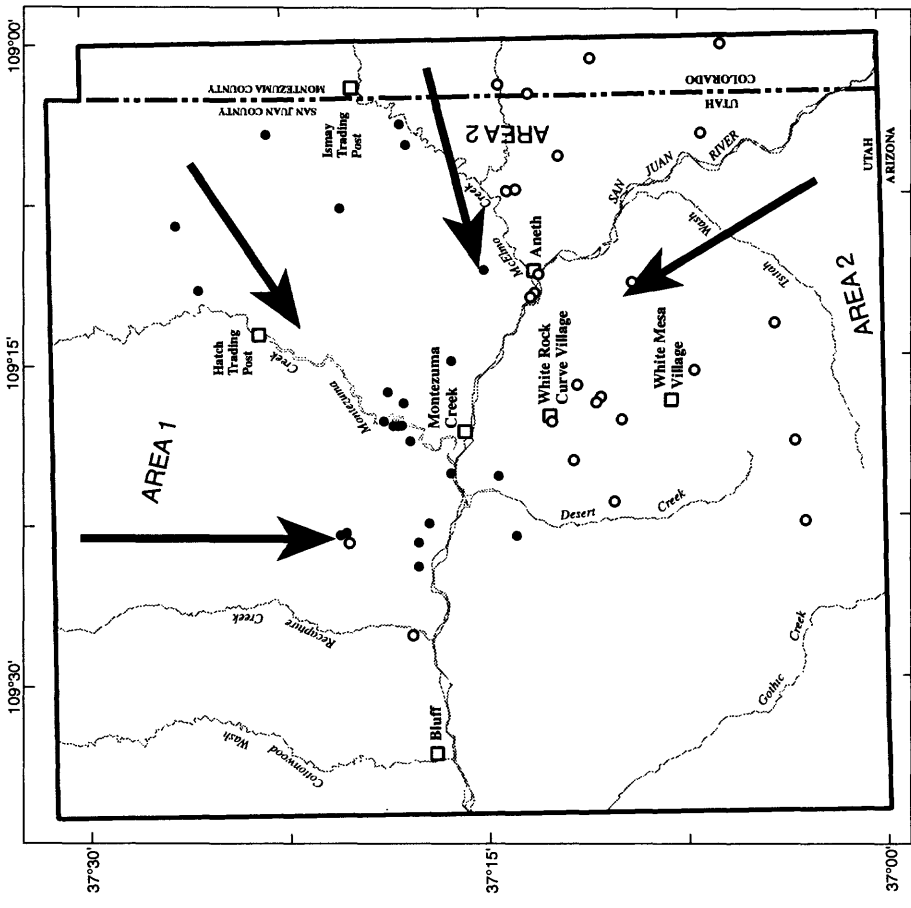 109°00'
109°15'
109°30'
37°30'
37°15'
37°00'
MONTEZUMA COUNTY
SAN JUAN COUNTY
COLORADO
UTAH
UTAH
ARIZONA
Ismay
Trading
Post
AREA 2
McElmo
Creek
Aneth
SAN
JUAN
RIVER
Tsitah
Wash
AREA 2
Hatch
Trading
Post
Montezuma
Creek
Montezuma
Creek
White Rock
Curve Village
White Mesa
Village
AREA 1
Desert
Creek
Recapture
Creek
Gothic
Creek
Cottonwood
Wash
Bluff